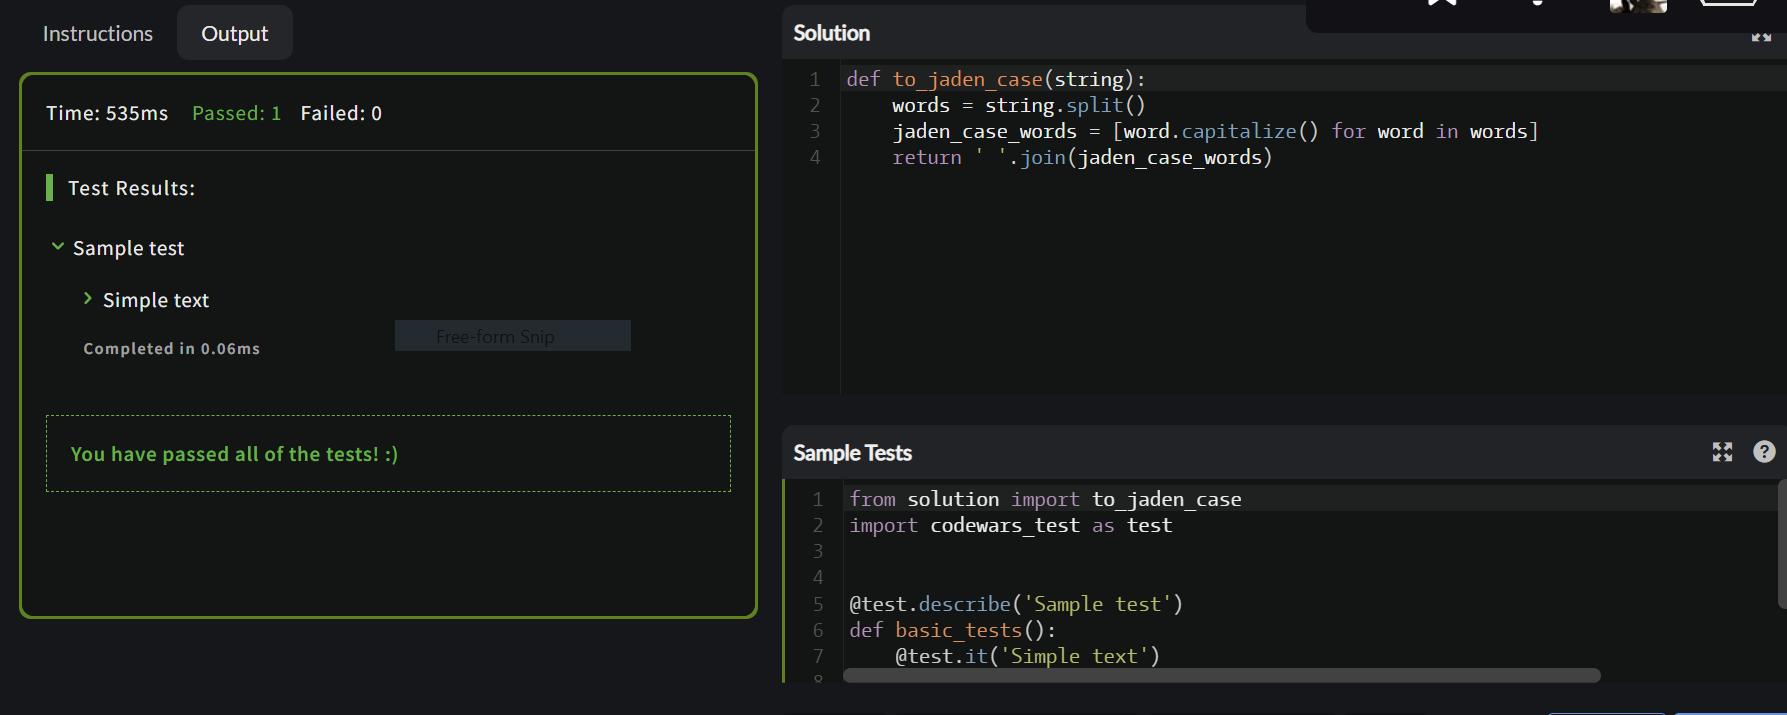 Instructions
Output
Time: 535ms Passed: 1 Failed: 0
Test Results:
Sample test
Simple text
Completed in 0.06ms
Free-form Snip
You have passed all of the tests! :)
Solution
1 def to_jaden_case(string):
2     words = string.split()
3     jaden_case_words = [word.capitalize() for word in words]
4     return ' '.join(jaden_case_words)
Sample Tests
?
1 from solution import to_jaden_case
2 import codewars_test as test
3
4
5 @test.describe('Sample test')
6 def basic_tests():
7     @test.it('Simple text')
8